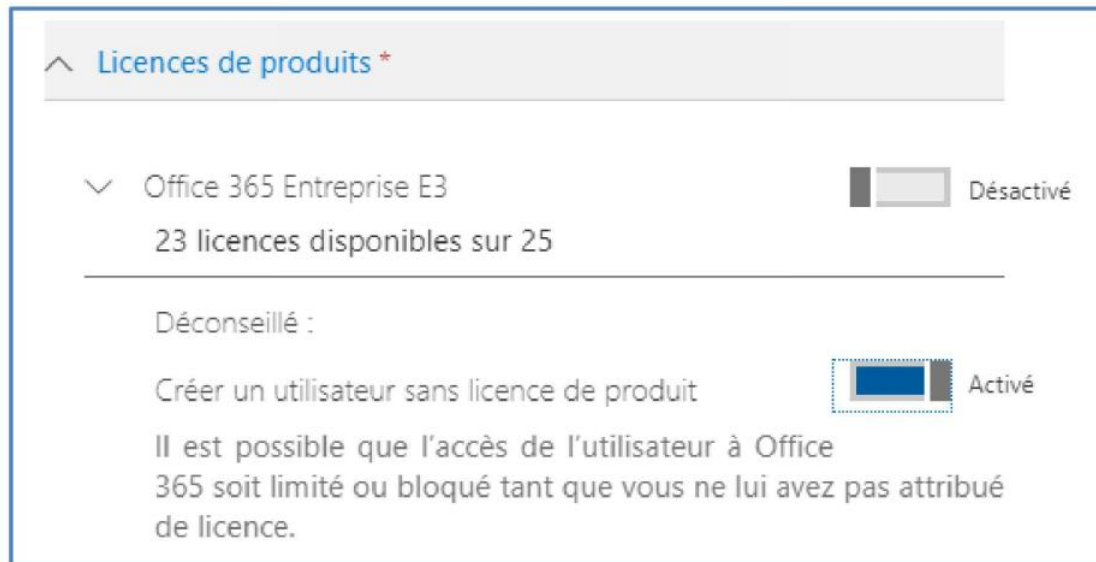 Licences de produits *
Office 365 Entreprise E3
Désactivé
23 licences disponibles sur 25
Déconseillé :
Créer un utilisateur sans licence de produit
Activé
Il est possible que l'accès de l'utilisateur à Office
365 soit limité ou bloqué tant que vous ne lui avez pas attribué
de licence.